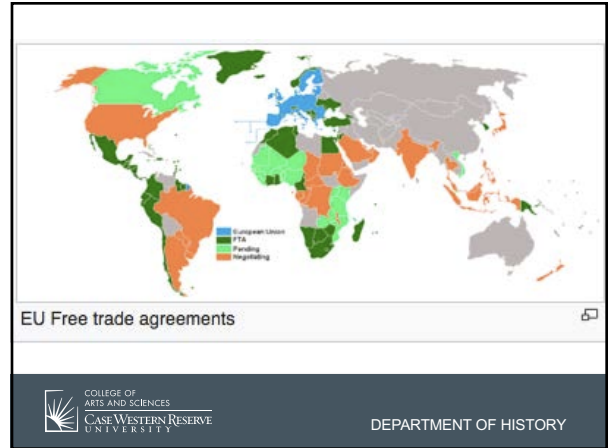 European Union
FTA
Pending
Negotiating
EU Free trade agreements
COLLEGE OF
ARTS AND SCIENCES
CASE WESTERN RESERVE
UNIVERSITY
DEPARTMENT OF HISTORY